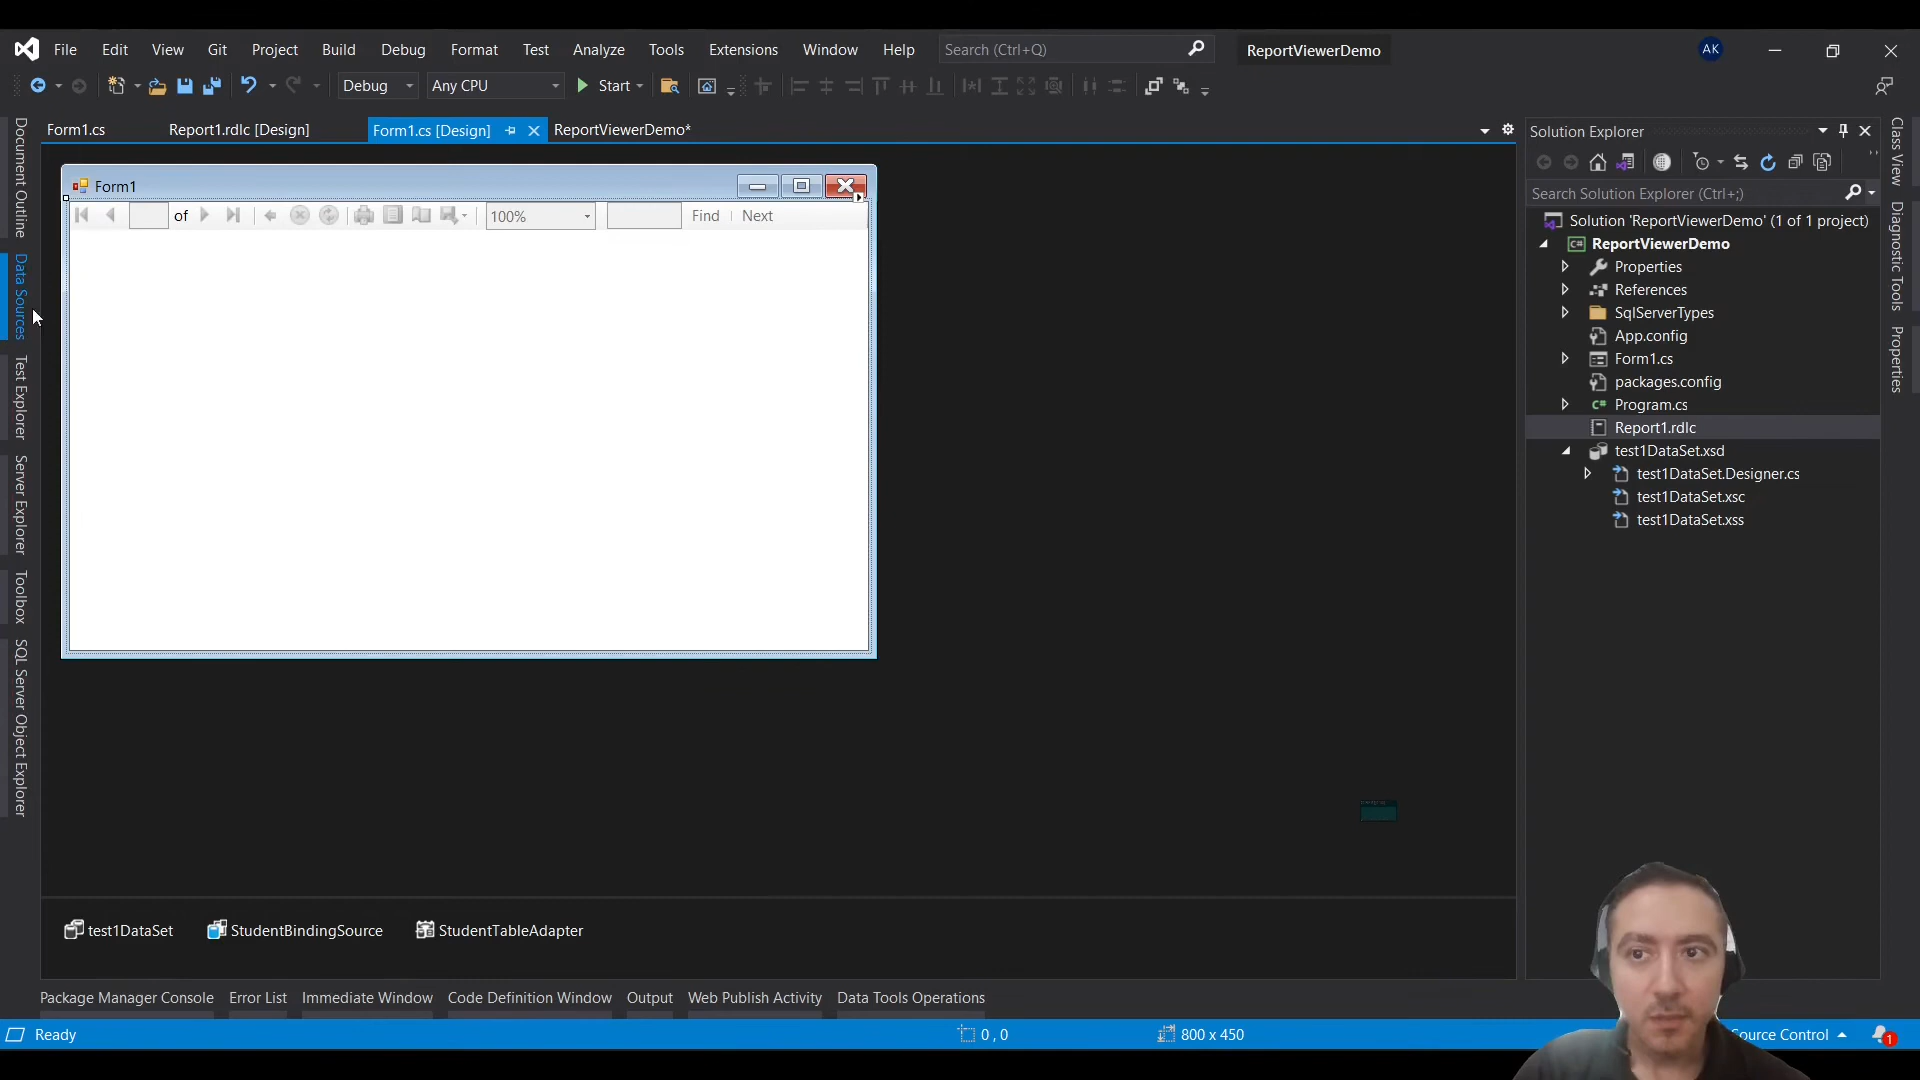 File Edit View Git Project Build Debug Format Test Analyze Tools Extensions Window Help Search (Ctrl+Q) ReportViewerDemo AK
Debug Any CPU Start
Form1.cs Report1.rdlc [Design] Form1.cs [Design] ReportViewerDemo*
Document Outline
Data Sources
Test Explorer
Server Explorer
Toolbox
SQL Server Object Explorer
Form1
of 100% Find Next
test1DataSet StudentBindingSource StudentTableAdapter
Solution Explorer
Search Solution Explorer (Ctrl+;)
Solution 'ReportViewerDemo' (1 of 1 project)
C# ReportViewerDemo
Properties
References
SqlServerTypes
App.config
Form1.cs
packages.config
C# Program.cs
Report1.rdlc
test1DataSet.xsd
test1DataSet.Designer.cs
test1DataSet.xsc
test1DataSet.xss
Class View
Diagnostic Tools
Properties
Package Manager Console Error List Immediate Window Code Definition Window Output Web Publish Activity Data Tools Operations
Ready 0 , 0 800 x 450 ource Control 1